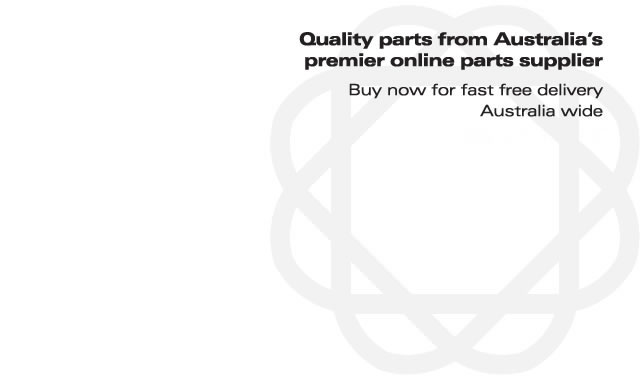 Quality parts from Australia's
premier online parts supplier
Buy now for fast free delivery
Australia wide